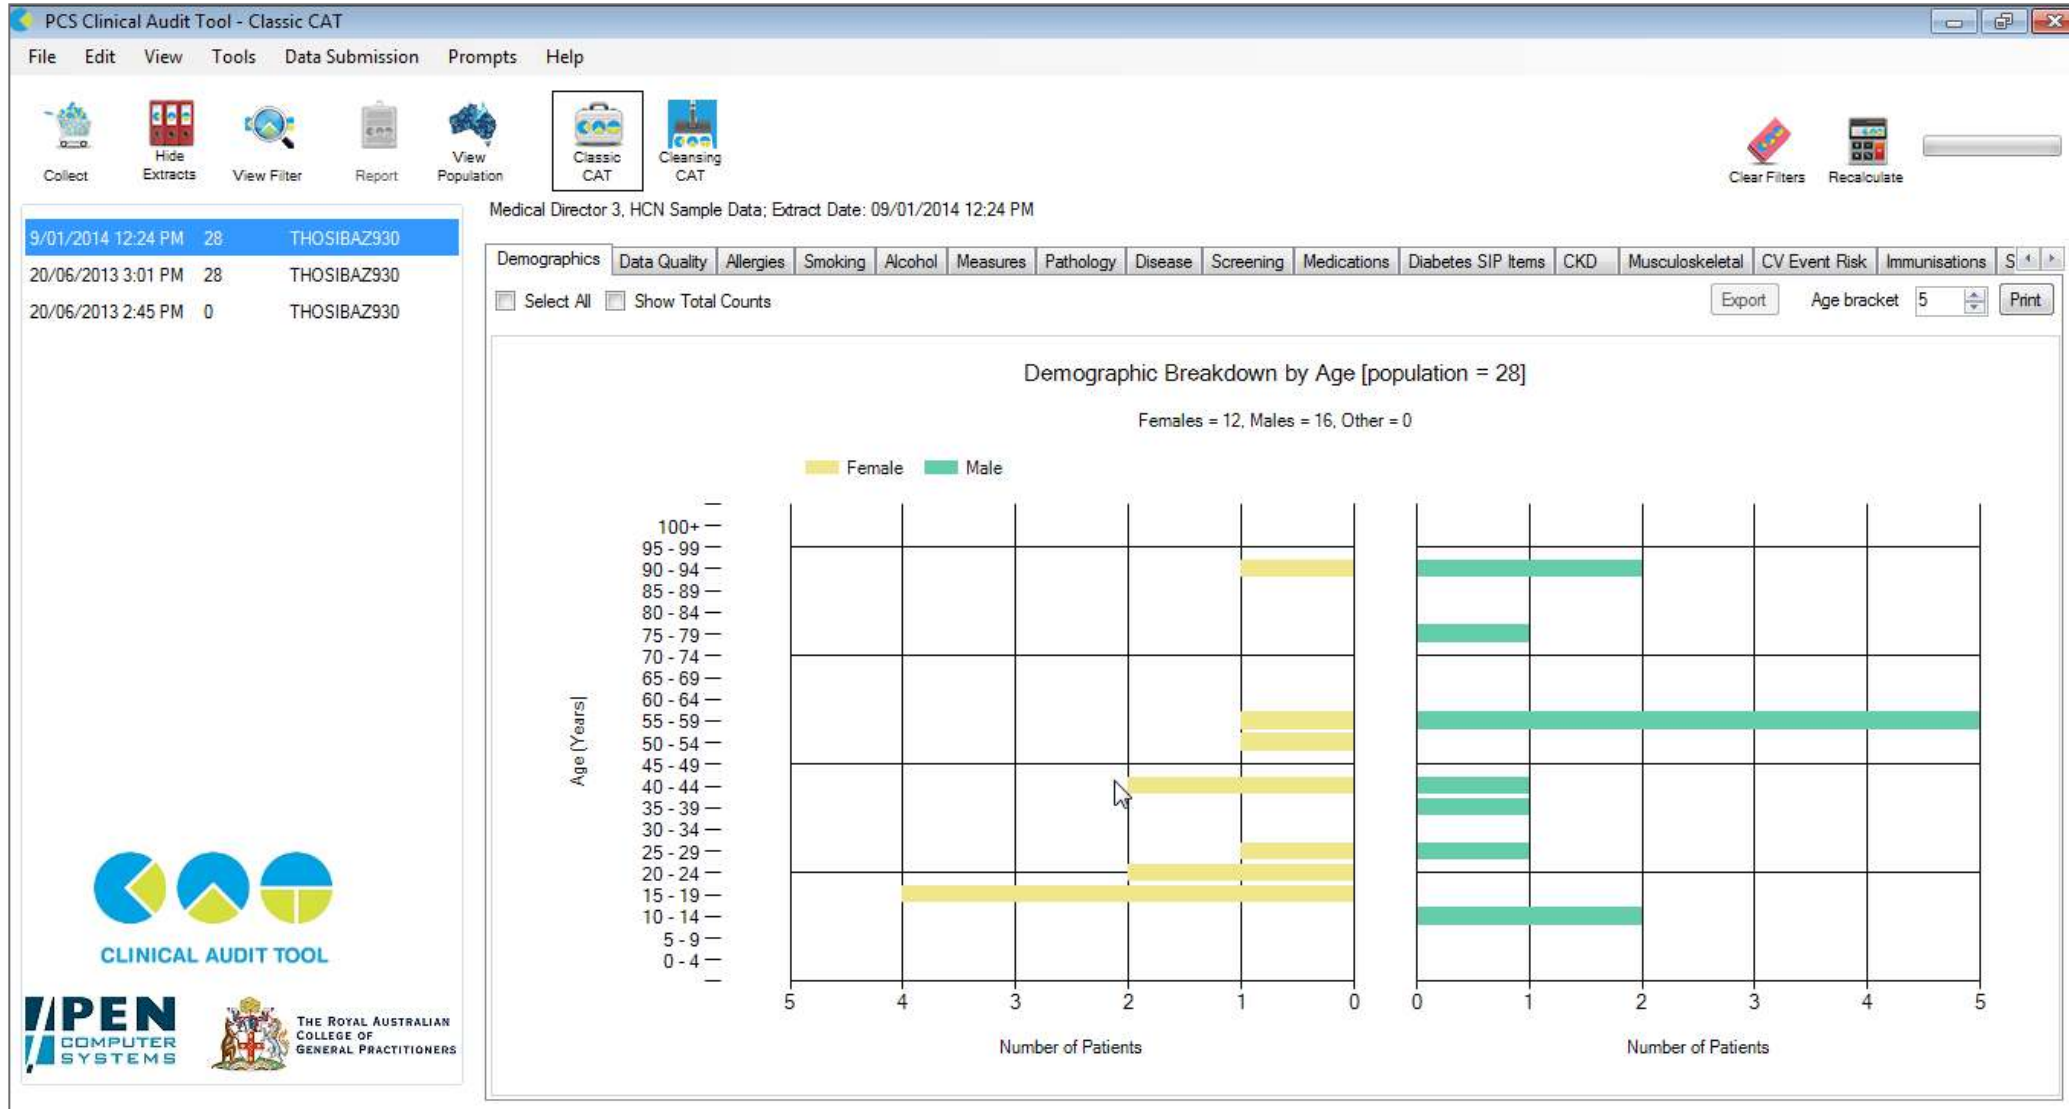 PCS Clinical Audit Tool - Classic CAT
File Edit View Tools Data Submission Prompts Help
Collect
Hide
Extracts
View Filter
Report
View
Population
Classic
CAT
Cleansing
CAT
Clear Filters
Recalculate
9/01/2014 12:24 PM 28 THOSIBAZ930
20/06/2013 3:01 PM 28 THOSIBAZ930
20/06/2013 2:45 PM 0 THOSIBAZ930
CLINICAL AUDIT TOOL
PEN
COMPUTER
SYSTEMS
THE ROYAL AUSTRALIAN
COLLEGE OF
GENERAL PRACTITIONERS
Medical Director 3, HCN Sample Data; Extract Date: 09/01/2014 12:24 PM
Demographics Data Quality Allergies Smoking Alcohol Measures Pathology Disease Screening Medications Diabetes SIP Items CKD Musculoskeletal CV Event Risk Immunisations S
Select All Show Total Counts Export Age bracket 5 Print
Demographic Breakdown by Age [population = 28]
Females = 12, Males = 16, Other = 0
Female Male
Age (Years)
100+
95 - 99
90 - 94
85 - 89
80 - 84
75 - 79
70 - 74
65 - 69
60 - 64
55 - 59
50 - 54
45 - 49
40 - 44
35 - 39
30 - 34
25 - 29
20 - 24
15 - 19
10 - 14
5 - 9
0 - 4
5 4 3 2 1 0 0 1 2 3 4 5
Number of Patients Number of Patients